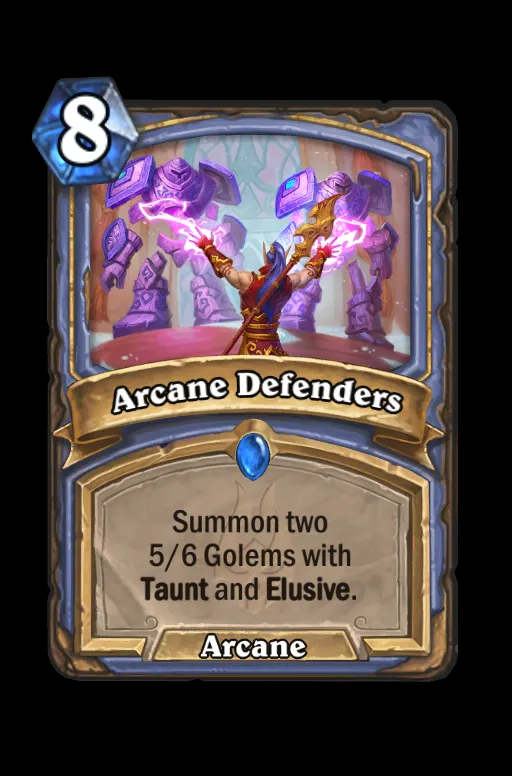 8
Arcane Defenders
Summon two
5/6 Golems with
Taunt and Elusive.
Arcane